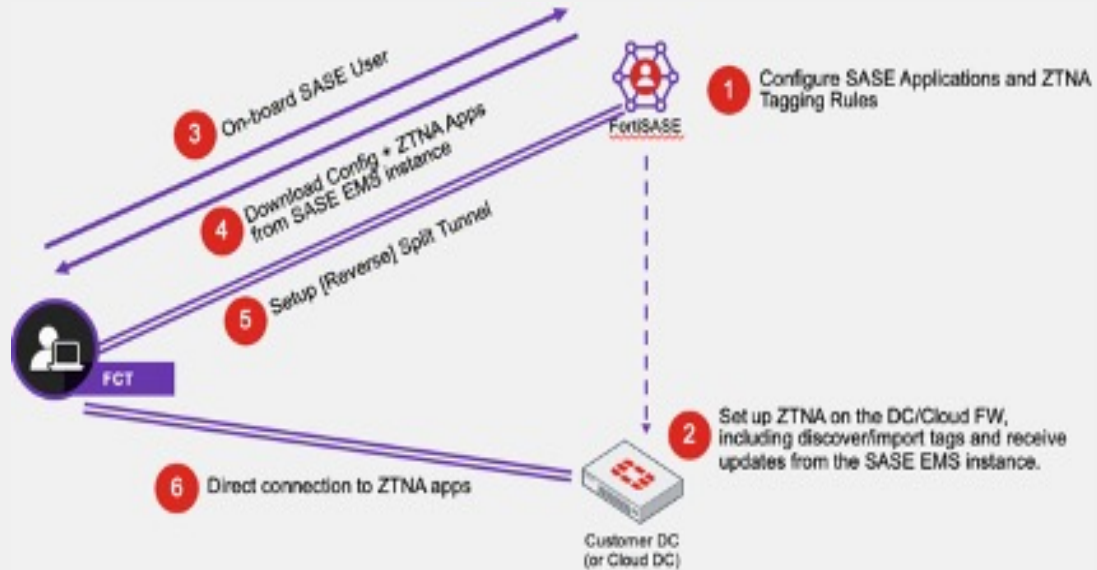 3
On-board SASE User
4
Download Config + ZTNA Apps
from SASE EMS instance
5
Setup [Reverse] Split Tunnel
FortiSASE
1
Configure SASE Applications and ZTNA
Tagging Rules
FCT
2
Set up ZTNA on the DC/Cloud FW,
including discover/import tags and receive
updates from the SASE EMS instance.
6
Direct connection to ZTNA apps
Customer DC
(or Cloud DC)